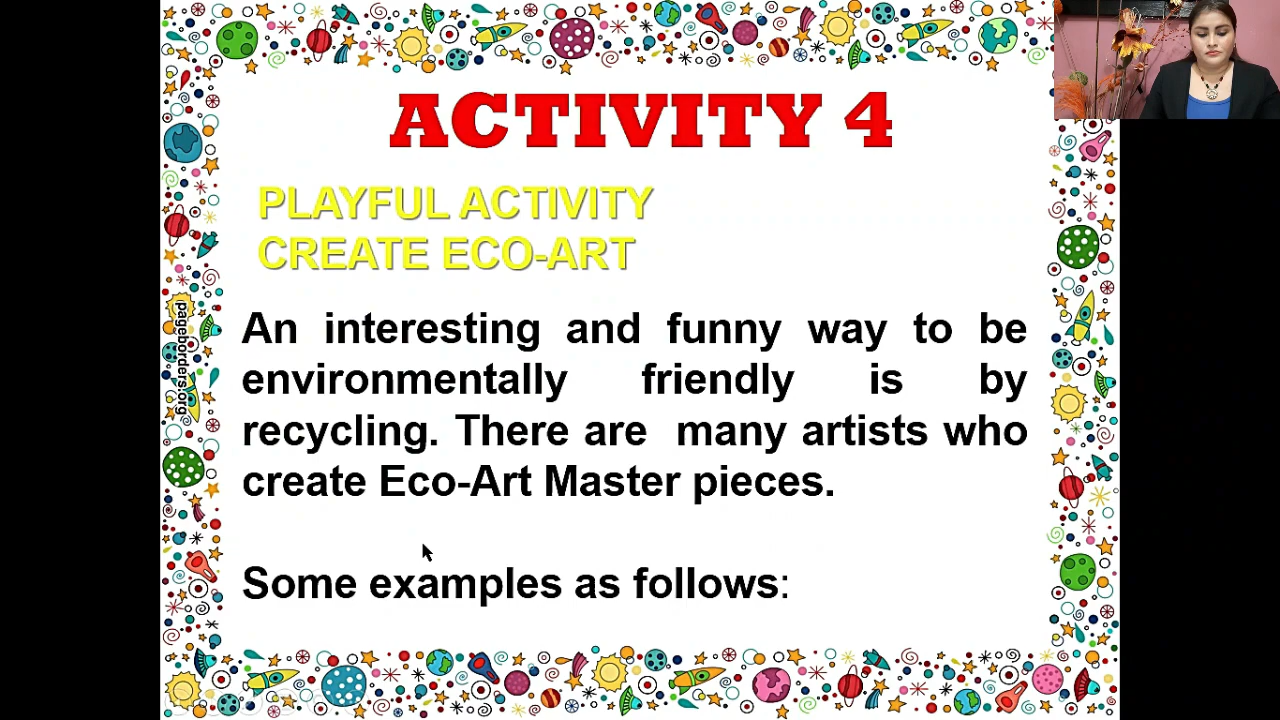 ACTIVITY 4
PLAYFUL ACTIVITY
CREATE ECO-ART
An interesting and funny way to be
environmentally friendly is by
recycling. There are many artists who
create Eco-Art Master pieces.
Some examples as follows:
pageborders.org